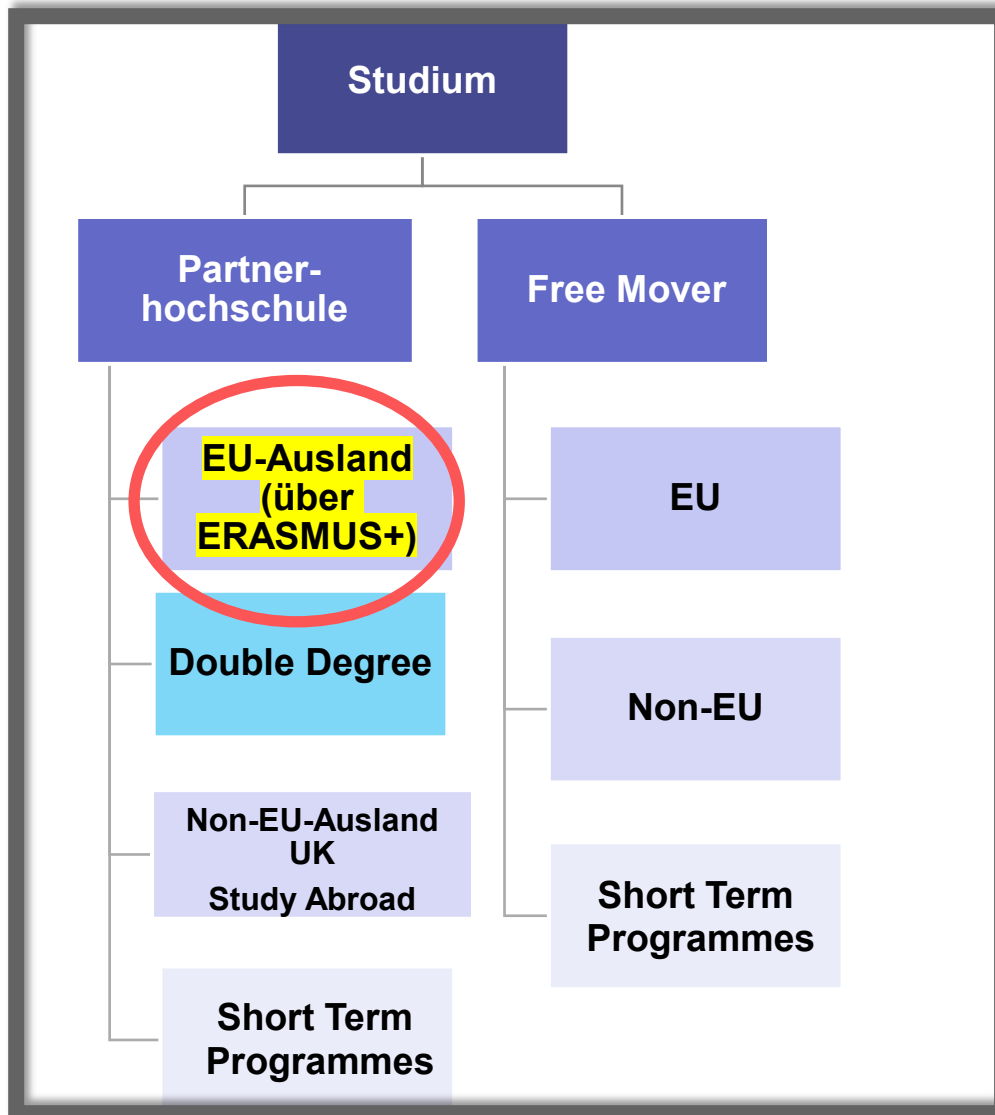 Studium
Partner-
hochschule
Free Mover
EU-Ausland
(über
ERASMUS+)
Double Degree
Non-EU-Ausland
UK
Study Abroad
Short Term
Programmes
EU
Non-EU
Short Term
Programmes